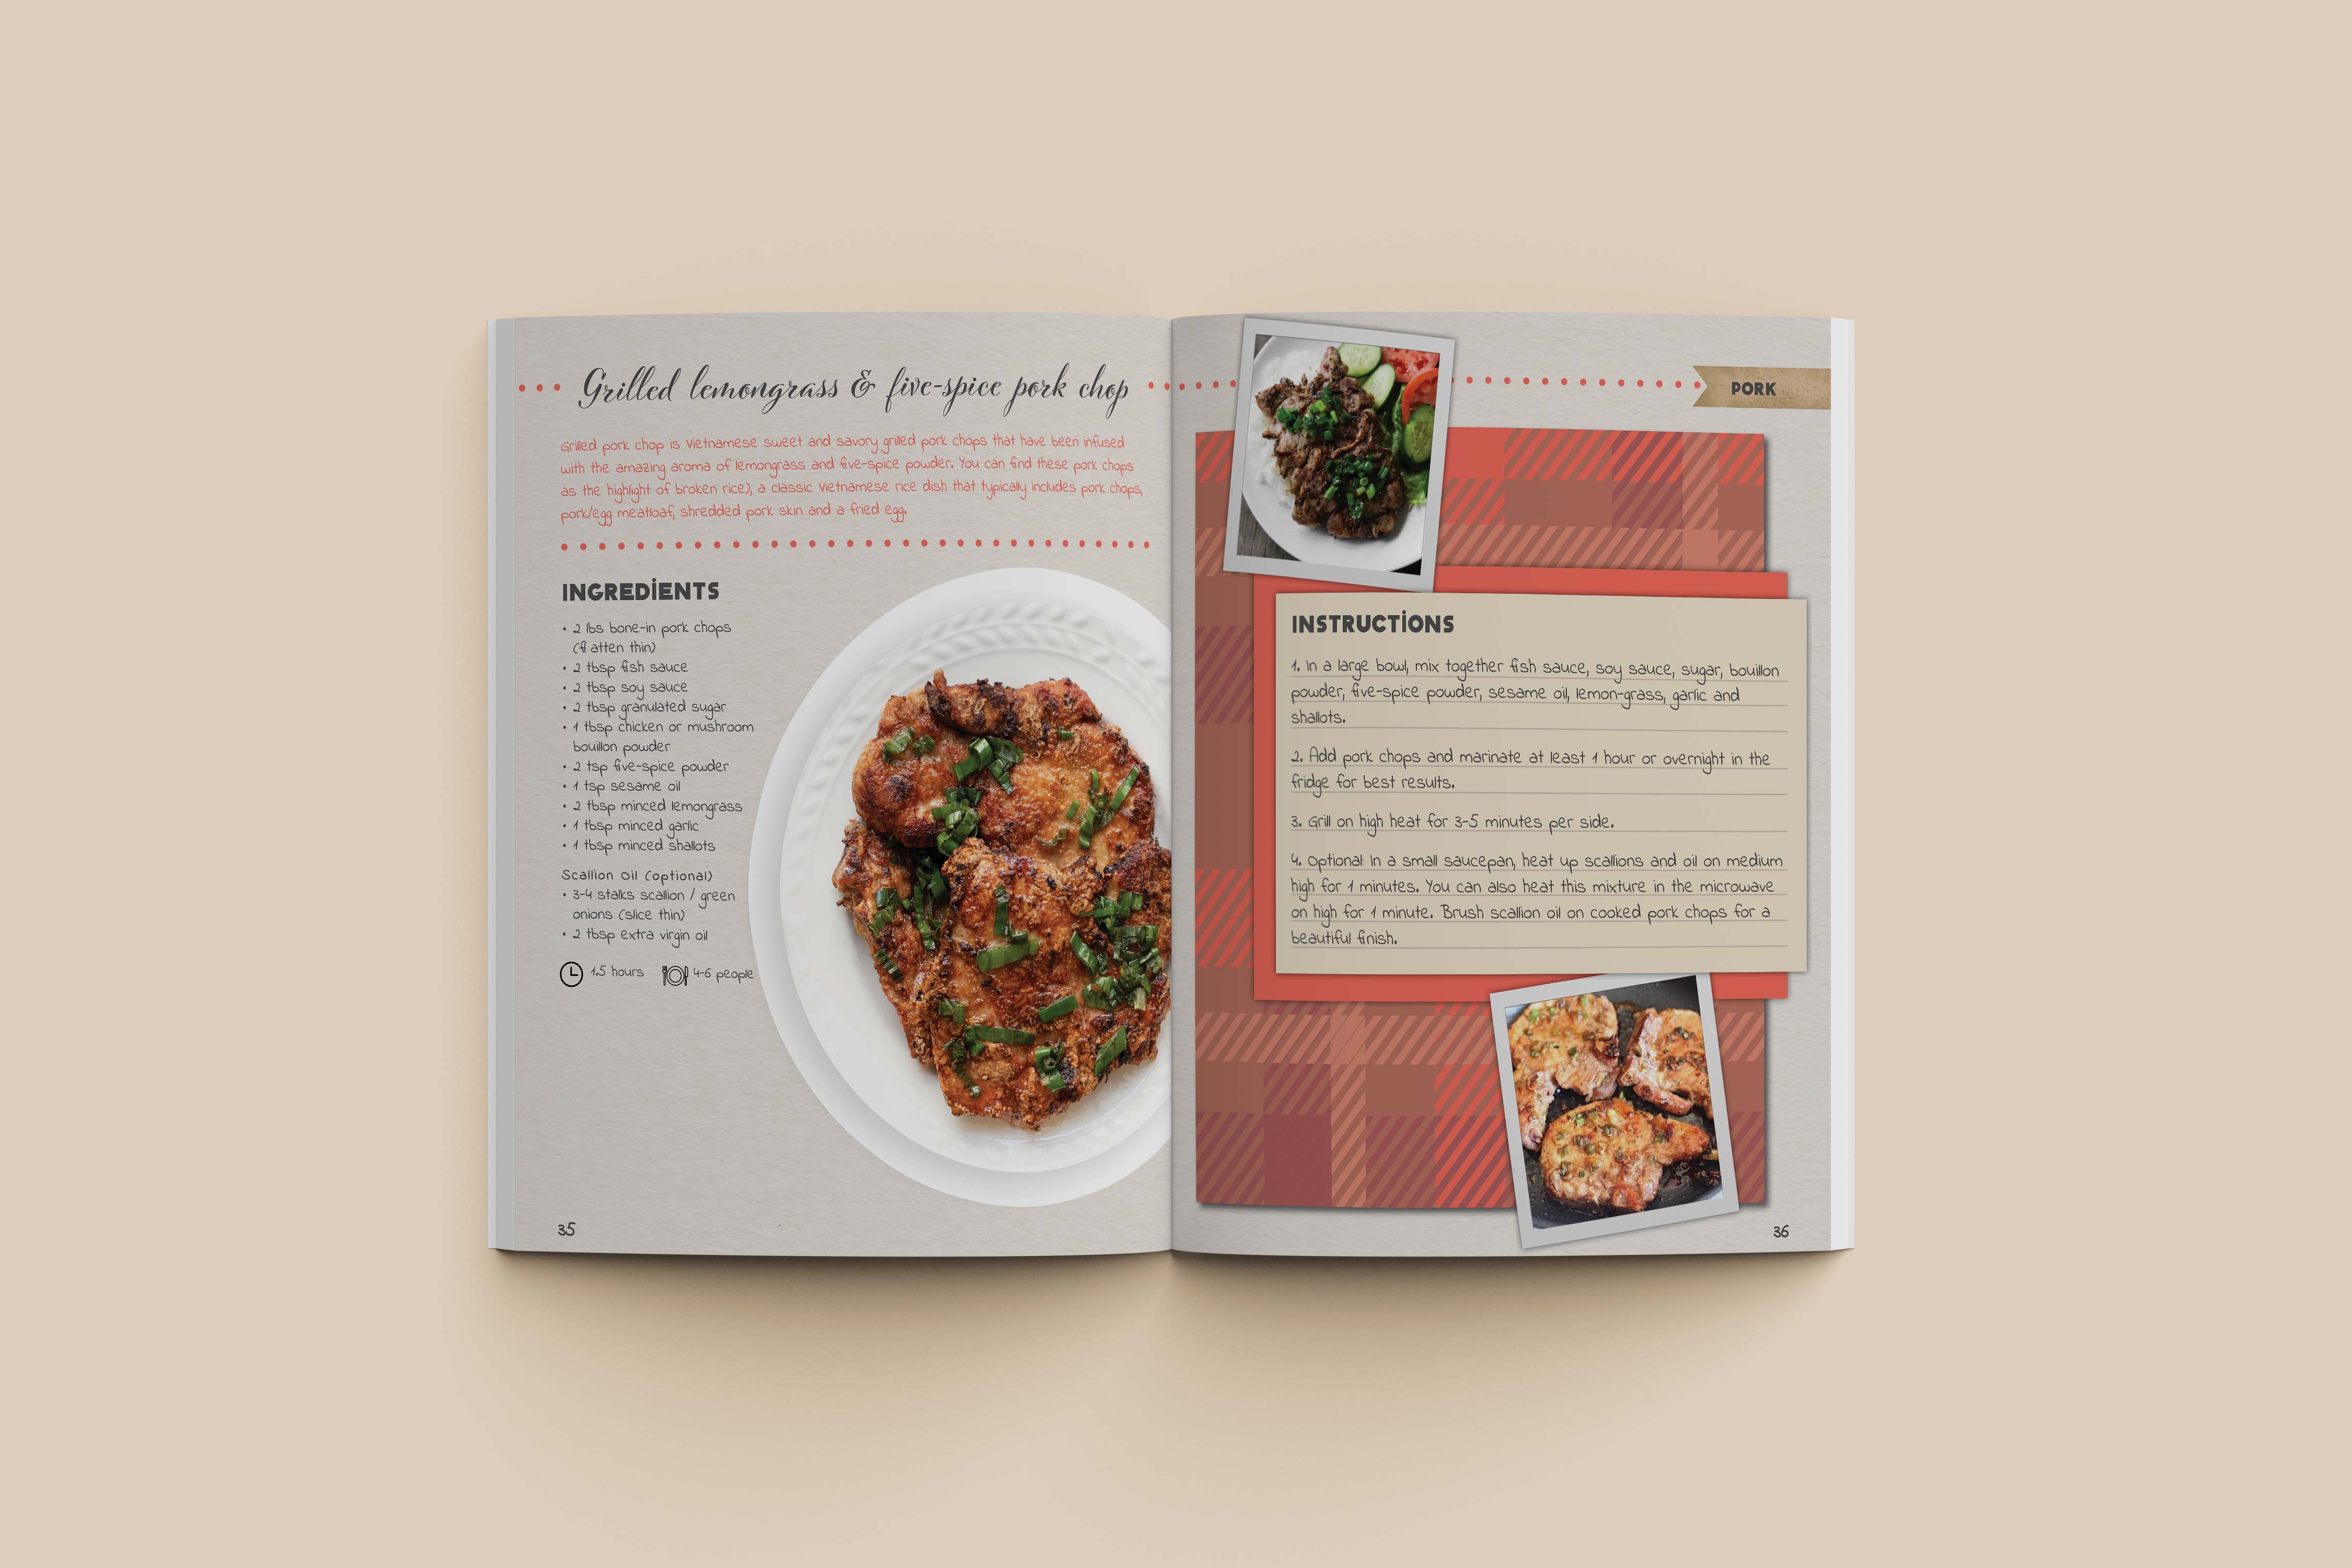 Grilled lemongrass & five-spice pork chop
Grilled pork chop is Vietnamese sweet and savory grilled pork chops that have been infused
with the amazing aroma of lemongrass and five-spice powder. You can find these pork chops
as the highlight of broken rice), a classic Vietnamese rice dish that typically includes pork chops,
pork/egg meatloaf, shredded pork skin and a fried egg.
INGREDIENTS
• 2 lbs bone-in pork chops
(fl atten thin)
• 2 tbsp fish sauce
• 2 tbsp soy sauce
• 2 tbsp granulated sugar
• 1 tbsp chicken or mushroom
bouillon powder
• 2 tsp five-spice powder
• 1 tsp sesame oil
• 2 tbsp minced lemongrass
• 1 tbsp minced garlic
• 1 tbsp minced shallots
Scallion Oil (optional)
• 3-4 stalks scallion / green
onions (slice thin)
• 2 tbsp extra virgin oil
1.5 hours 4-6 people
35
PORK
INSTRUCTIONS
1. In a large bowl, mix together fish sauce, soy sauce, sugar, bouillon
powder, five-spice powder, sesame oil, lemon-grass, garlic and
shallots.
2. Add pork chops and marinate at least 1 hour or overnight in the
fridge for best results.
3. Grill on high heat for 3-5 minutes per side.
4. Optional: In a small saucepan, heat up scallions and oil on medium
high for 1 minutes. You can also heat this mixture in the microwave
on high for 1 minute. Brush scallion oil on cooked pork chops for a
beautiful finish.
36